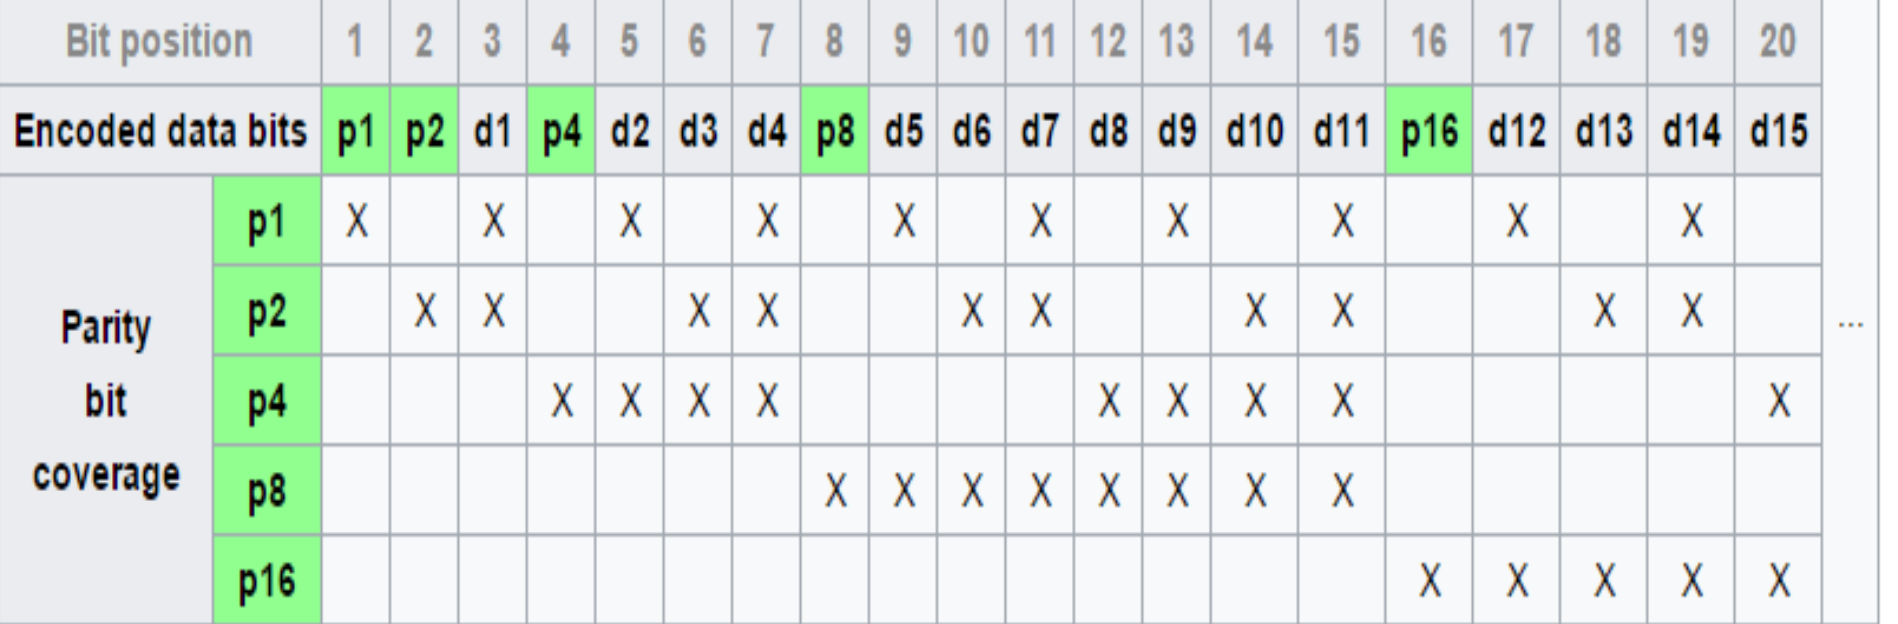 Bit position 1 2 3 4 5 6 7 8 9 10 11 12 13 14 15 16 17 18 19 20
Encoded data bits p1 p2 d1 p4 d2 d3 d4 p8 d5 d6 d7 d8 d9 d10 d11 p16 d12 d13 d14 d15
Parity
bit
coverage
p1 X X X X X X X X X X
p2 X X X X X X X X X X
p4 X X X X X X X X X
p8 X X X X X X X X
p16 X X X X X
...